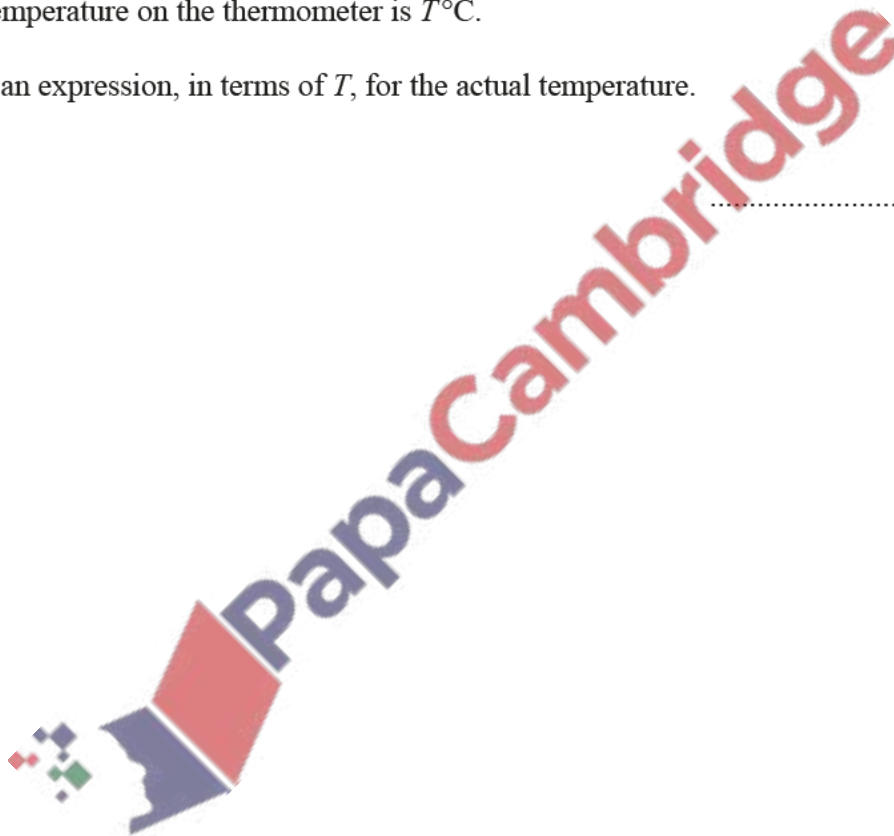 emperature on the thermometer is T°C.
an expression, in terms of T, for the actual temperature.
....................
PapaCambridge